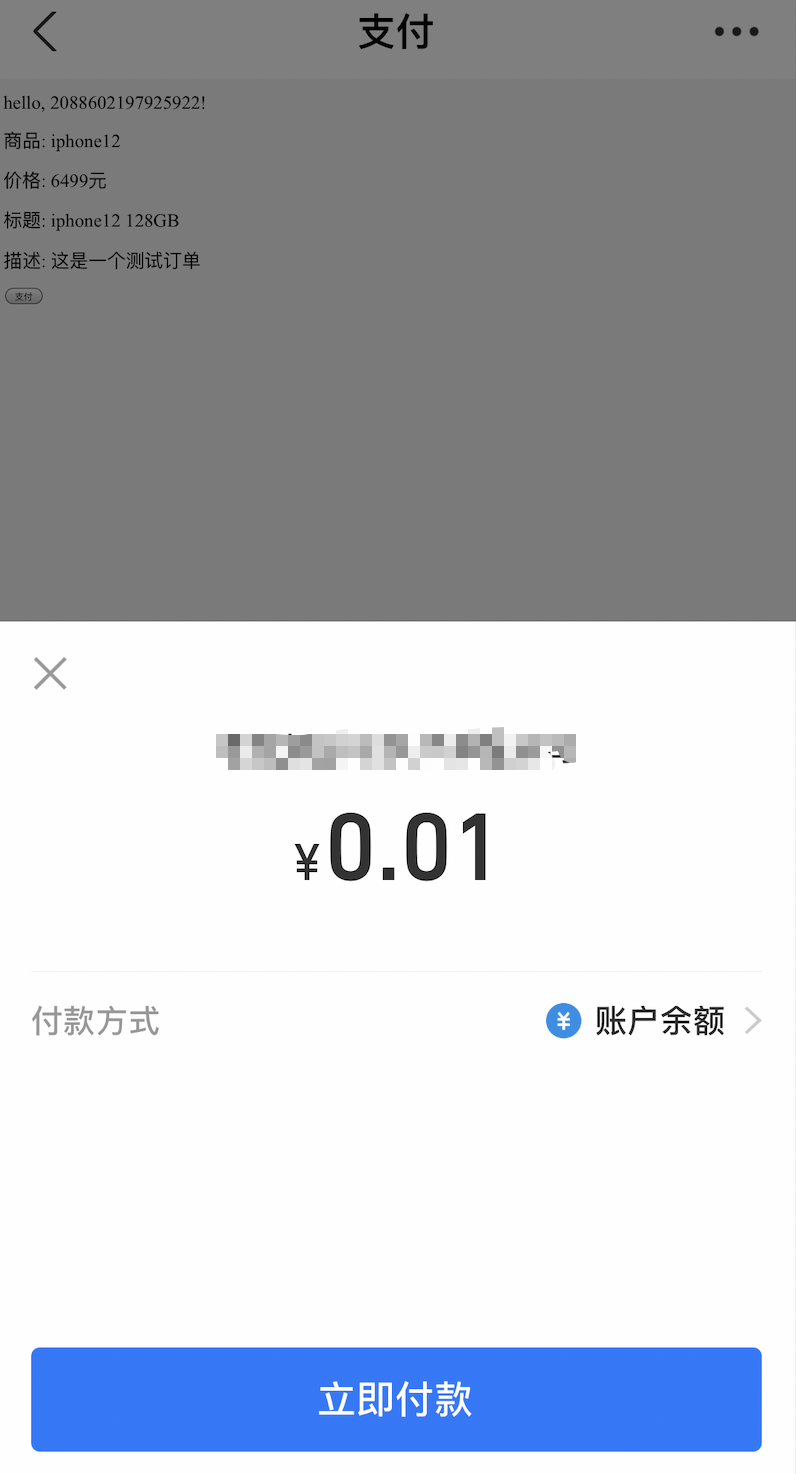 支付
hello, 2088602197925922!
商品: iphone12
价格: 6499元
标题: iphone12 128GB
描述: 这是一个测试订单
支付
¥0.01
付款方式
¥ 账户余额
立即付款